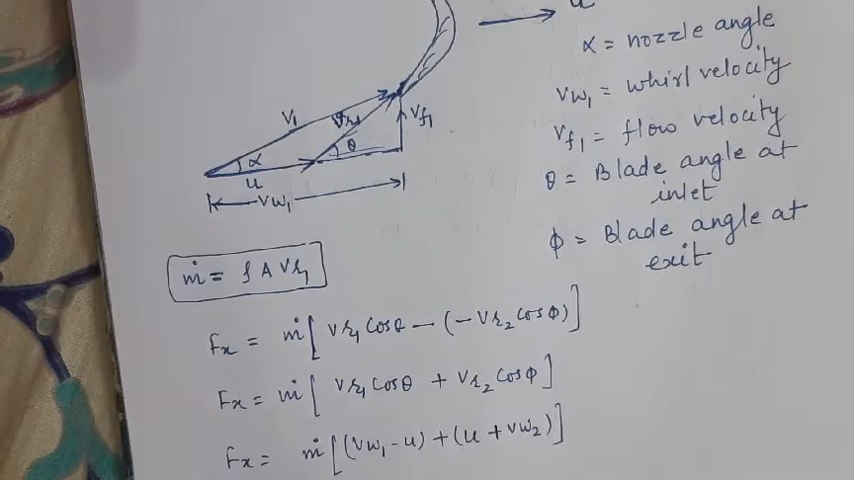 u
α = nozzle angle
Vw₁ = whirl velocity
Vf₁ = flow velocity
θ = Blade angle at
inlet
ϕ = Blade angle at
exit
V₁ Vr₁ Vf₁
α θ
u
Vw₁
ṁ = ρ A Vr₁
Fx = ṁ [ Vr₁ Cosθ - (- Vr₂ Cosϕ) ]
Fx = ṁ [ Vr₁ Cosθ + Vr₂ Cosϕ ]
Fx = ṁ [ (Vw₁ - u) + (u + Vw₂) ]